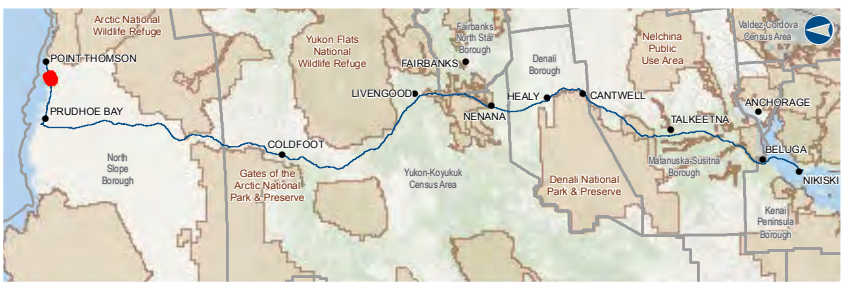 Arctic National
Wildlife Refuge
POINT THOMSON
PRUDHOE BAY
North
Slope
Borough
COLDFOOT
Gates of the
Arctic National
Park & Preserve
Yukon Flats
National
Wildlife Refuge
LIVENGOOD
FAIRBANKS
Fairbanks
North Star
Borough
NENANA
Yukon-Koyukuk
Census Area
Denali
Borough
HEALY
CANTWELL
Denali National
Park & Preserve
Nelchina
Public
Use Area
TALKEETNA
Matanuska-Susitna
Borough
Valdez-Cordova
Census Area
ANCHORAGE
BELUGA
NIKISKI
Kenai
Peninsula
Borough